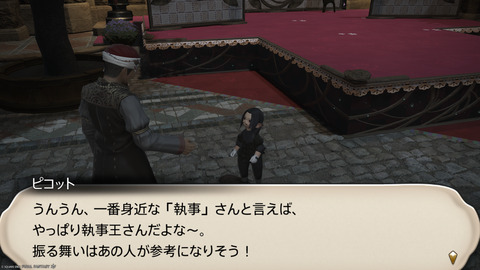 ピコット
うんうん、一番身近な「執事」さんと言えば、
やっぱり執事王さんだよな～。
振る舞いはあの人が参考になりそう！